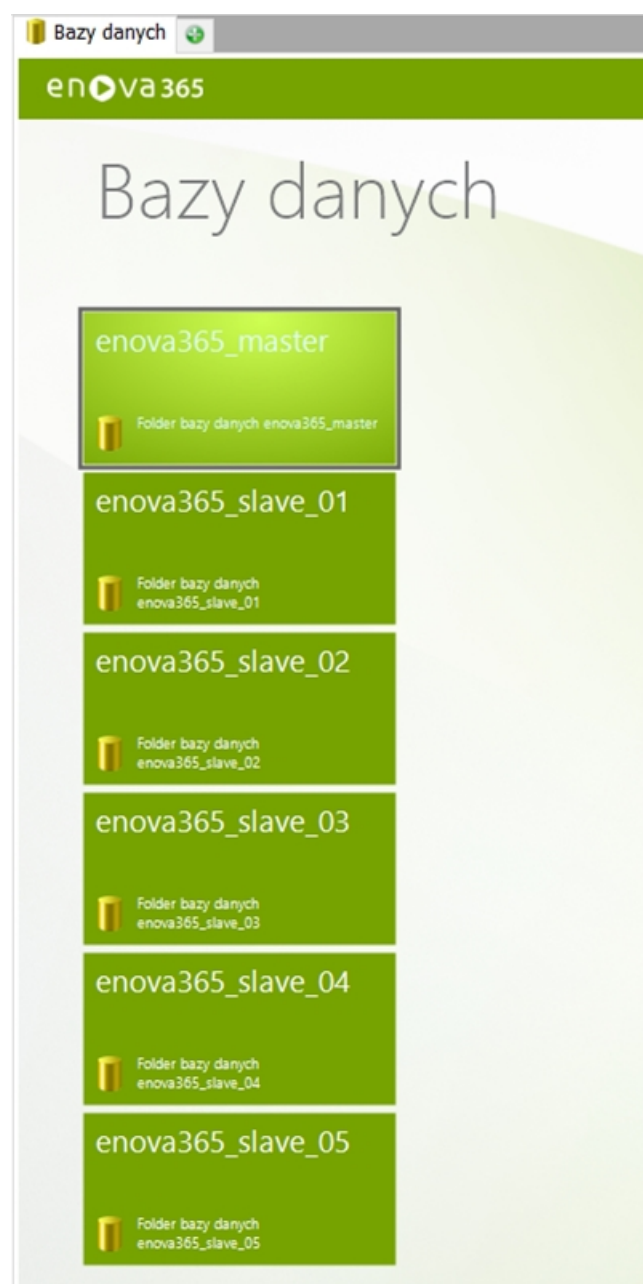 Bazy danych
enova365
Bazy danych
enova365_master
Folder bazy danych enova365_master
enova365_slave_01
Folder bazy danych
enova365_slave_01
enova365_slave_02
Folder bazy danych
enova365_slave_02
enova365_slave_03
Folder bazy danych
enova365_slave_03
enova365_slave_04
Folder bazy danych
enova365_slave_04
enova365_slave_05
Folder bazy danych
enova365_slave_05